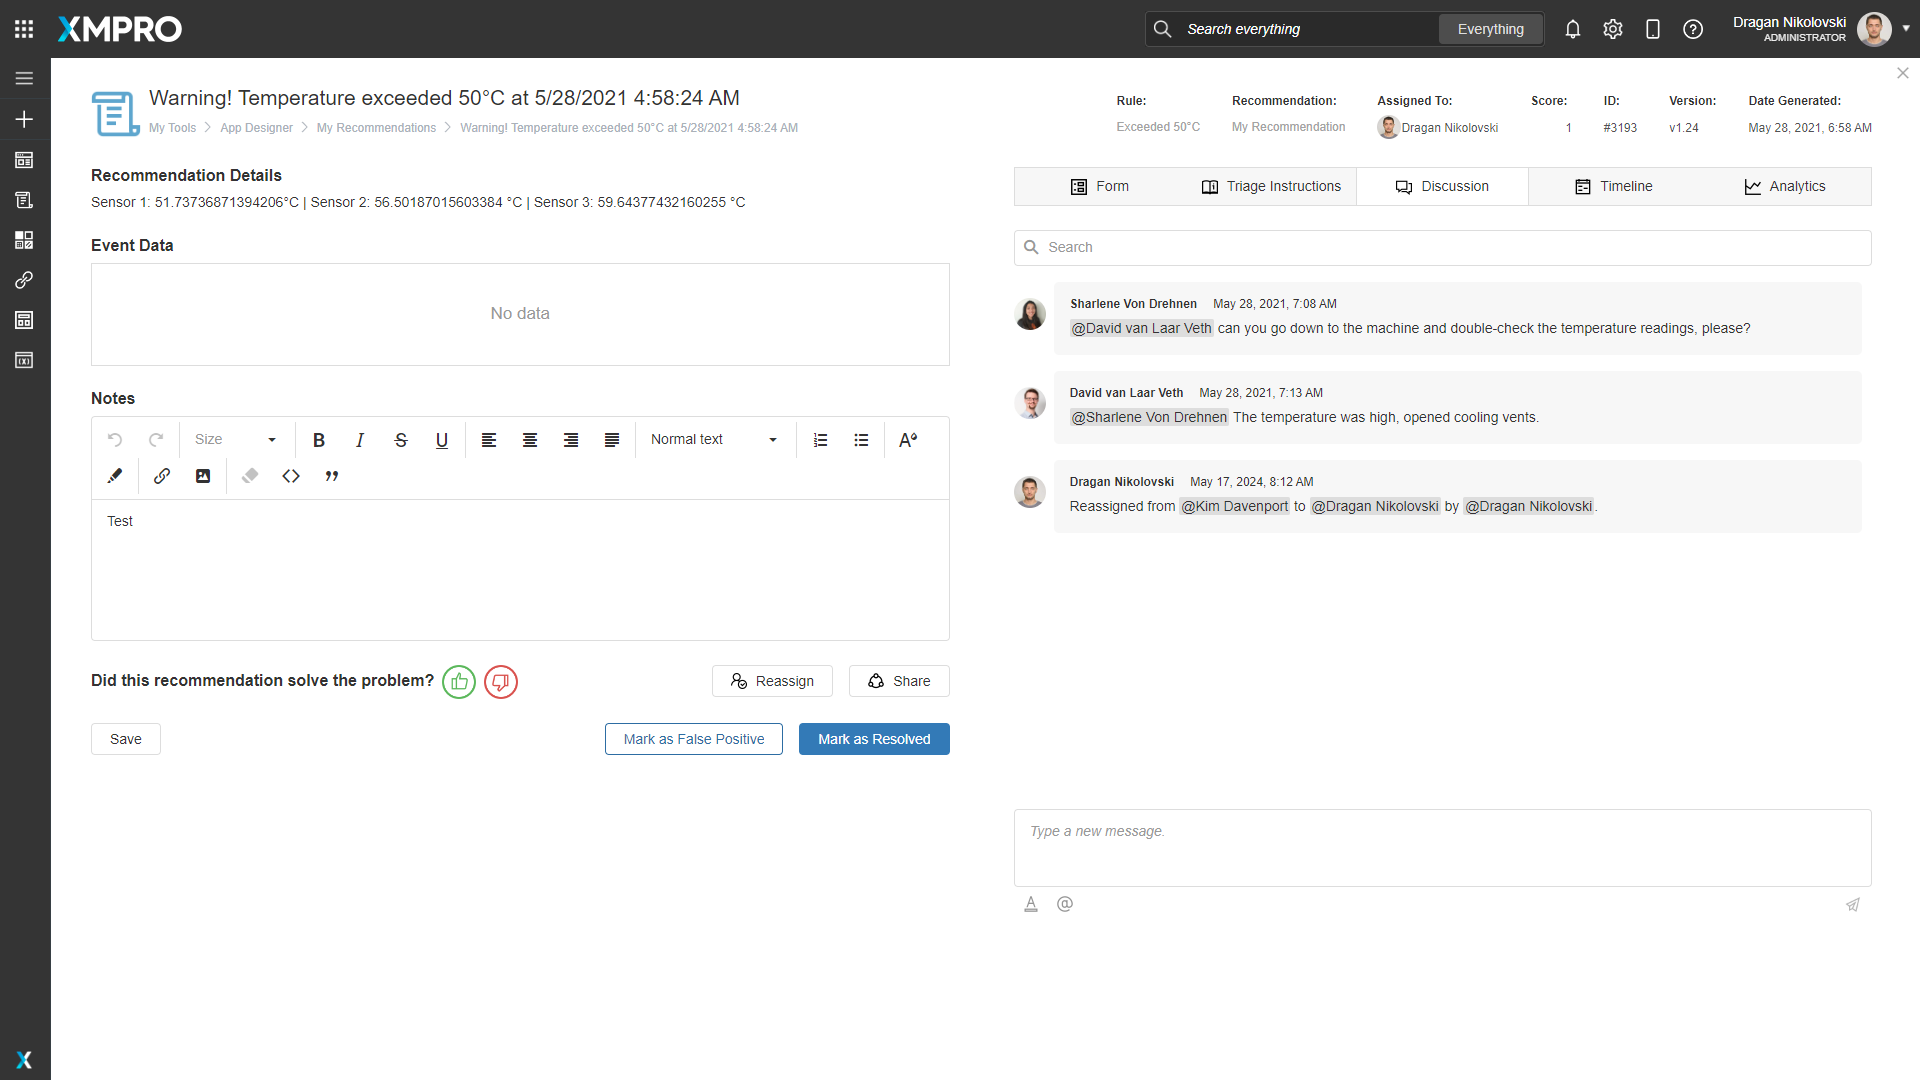 XMPRO
Search everything
Everything
Dragan Nikolovski
ADMINISTRATOR
Warning! Temperature exceeded 50°C at 5/28/2021 4:58:24 AM
My Tools
App Designer
My Recommendations
Warning! Temperature exceeded 50°C at 5/28/2021 4:58:24 AM
Rule:
Exceeded 50°C
Recommendation:
My Recommendation
Assigned To:
Dragan Nikolovski
Score:
1
ID:
#3193
Version:
v1.24
Date Generated:
May 28, 2021, 6:58 AM
Recommendation Details
Sensor 1: 51.73736871394206°C | Sensor 2: 56.50187015603384 °C | Sensor 3: 59.64377432160255 °C
Event Data
No data
Notes
Size
B
I
S
U
Normal text
Test
Did this recommendation solve the problem?
Reassign
Share
Save
Mark as False Positive
Mark as Resolved
Form
Triage Instructions
Discussion
Timeline
Analytics
Search
Sharlene Von Drehnen May 28, 2021, 7:08 AM
@David van Laar Veth can you go down to the machine and double-check the temperature readings, please?
David van Laar Veth May 28, 2021, 7:13 AM
@Sharlene Von Drehnen The temperature was high, opened cooling vents.
Dragan Nikolovski May 17, 2024, 8:12 AM
Reassigned from @Kim Davenport to @Dragan Nikolovski by @Dragan Nikolovski.
Type a new message.